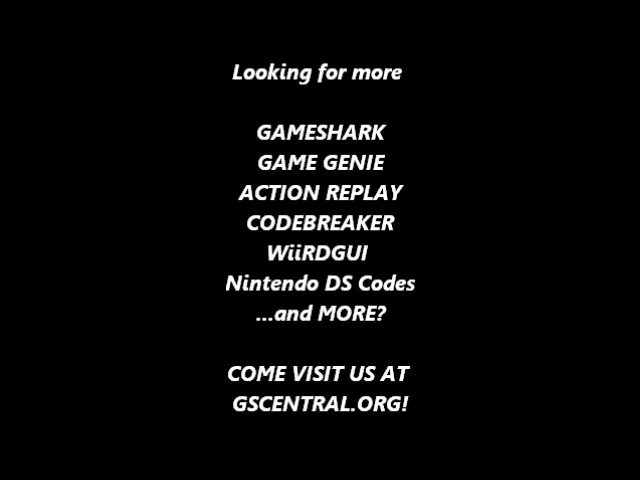 Looking for more
GAMESHARK
GAME GENIE
ACTION REPLAY
CODEBREAKER
WiiRDGUI
Nintendo DS Codes
...and MORE?
COME VISIT US AT
GSCENTRAL.ORG!